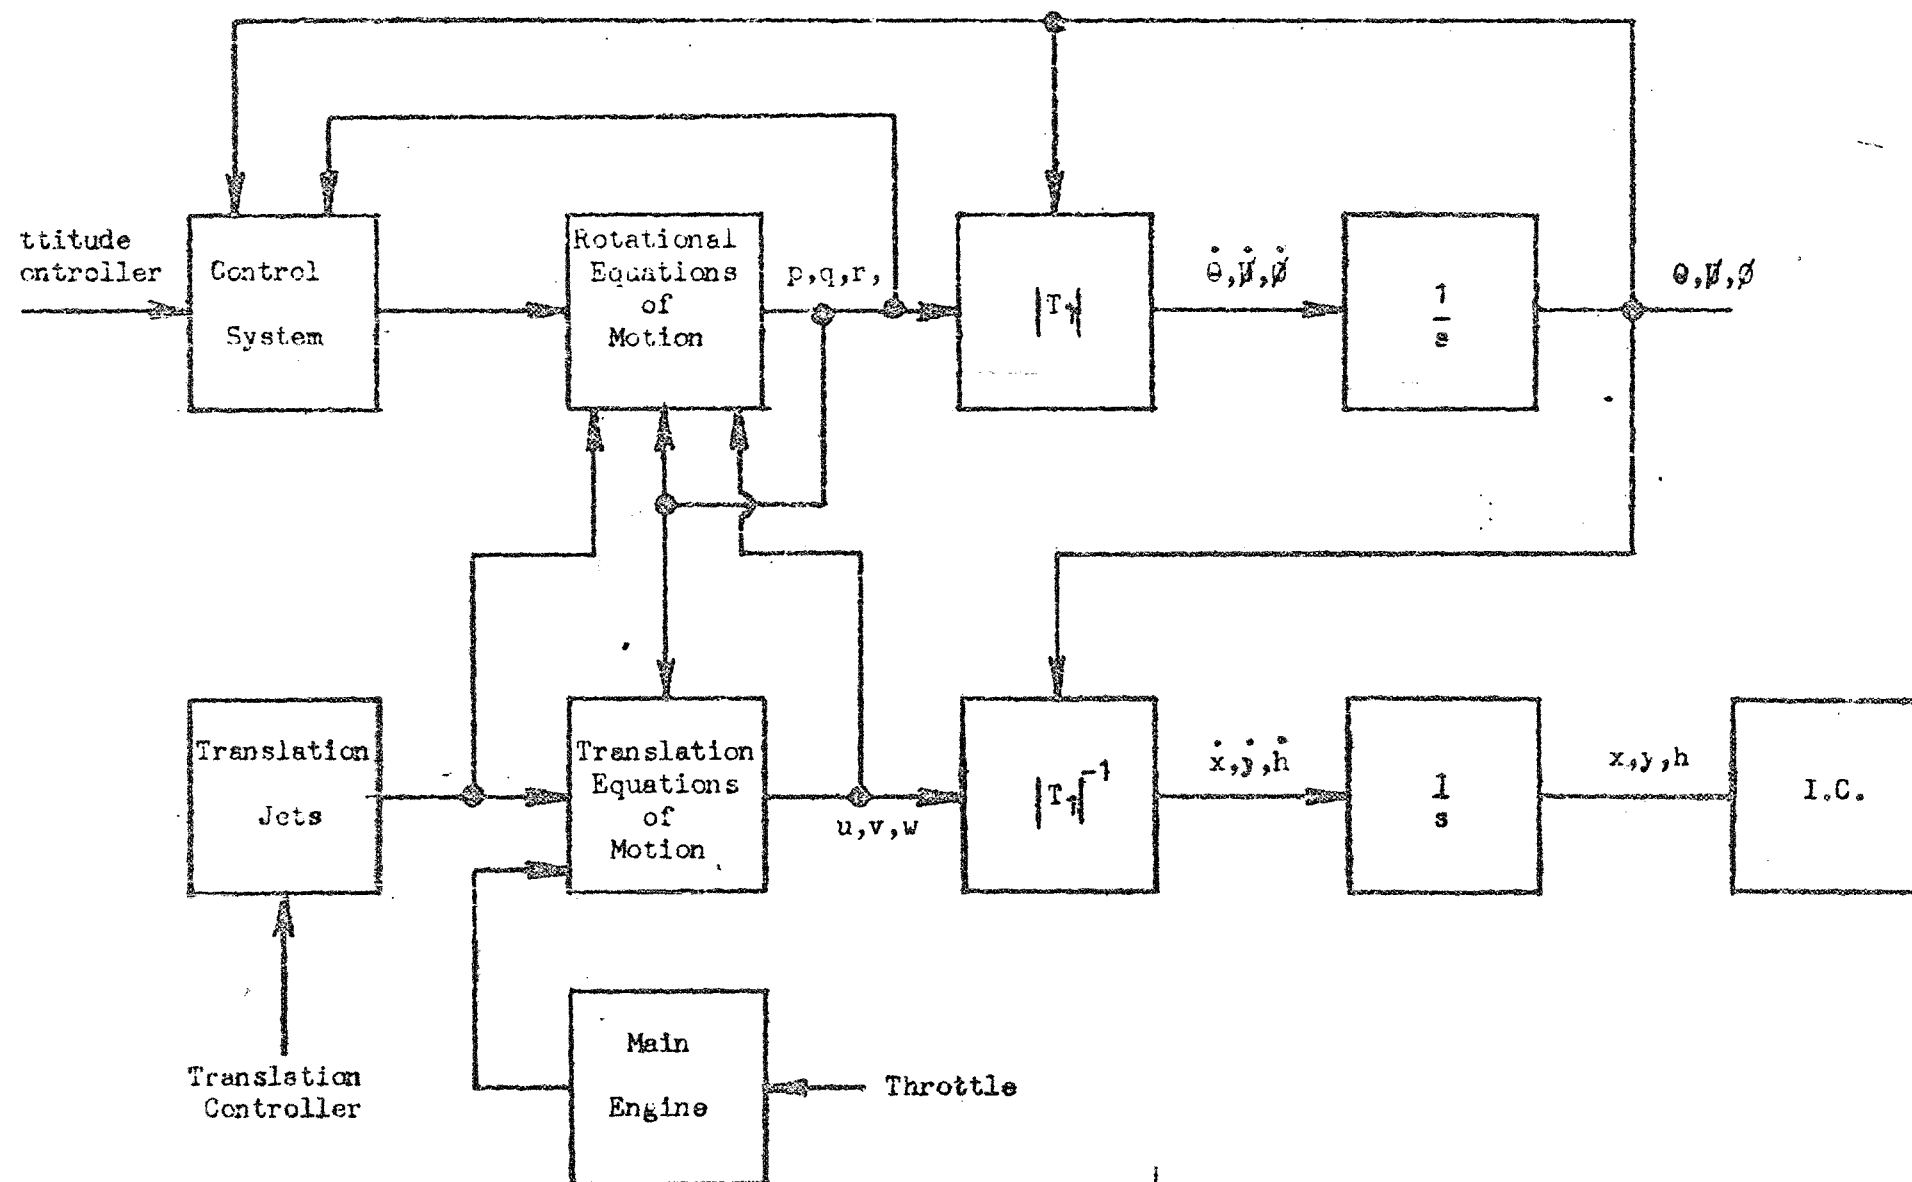 ttitude
ontroller
Control
System
Rotational
Equations
of
Motion
p,q,r,
|T₁|
θ̇,ψ̇,φ̇
1
s
θ,ψ,φ
Translation
Jets
Translation
Equations
of
Motion
u,v,w
|T₁|⁻¹
ẋ,ẏ,ḣ
1
s
x,y,h
I.C.
Translation
Controller
Main
Engine
Throttle